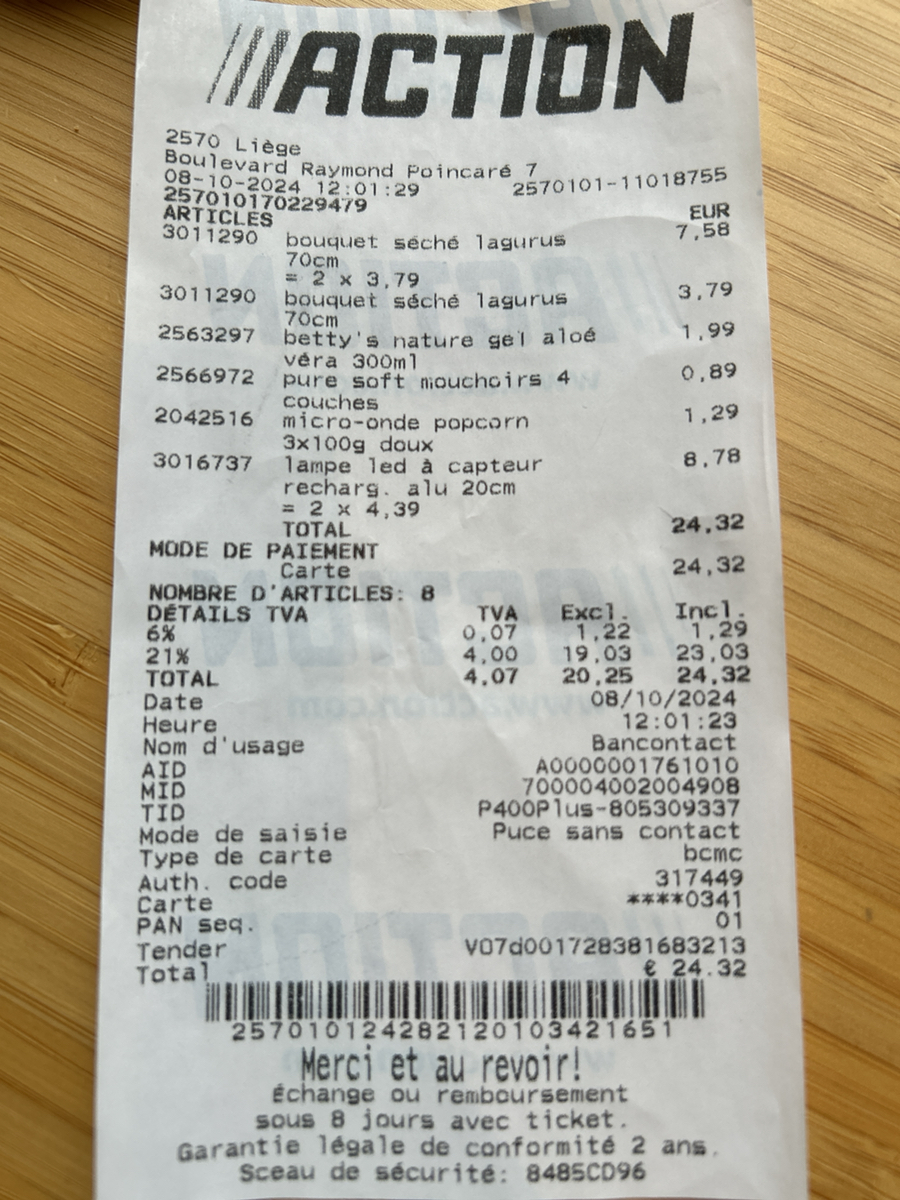 ACTION
2570 Liège
Boulevard Raymond Poincaré 7
08-10-2024 12:01:29 2570101-11018755
257010170229479
ARTICLES EUR
3011290 bouquet séché lagurus 7,58
70cm
= 2 x 3,79
3011290 bouquet séché lagurus 3,79
70cm
2563297 betty's nature gel aloé 1,99
véra 300ml
2566972 pure soft mouchoirs 4 0,89
couches
2042516 micro-onde popcorn 1,29
3x100g doux
3016737 lampe led à capteur 8,78
recharg. alu 20cm
= 2 x 4,39
TOTAL 24,32
MODE DE PAIEMENT
Carte 24,32
NOMBRE D'ARTICLES: 8
DÉTAILS TVA TVA Excl. Incl.
6% 0,07 1,22 1,29
21% 4,00 19,03 23,03
TOTAL 4,07 20,25 24,32
Date 08/10/2024
Heure 12:01:23
Nom d'usage Bancontact
AID A0000001761010
MID 700004002004908
TID P400Plus-805309337
Mode de saisie Puce sans contact
Type de carte bcmc
Auth. code 317449
Carte ****0341
PAN seq. 01
Tender V07d001728381683213
Total € 24.32
257010124282120103421651
Merci et au revoir!
Échange ou remboursement
sous 8 jours avec ticket.
Garantie légale de conformité 2 ans.
Sceau de sécurité: 8485CD96